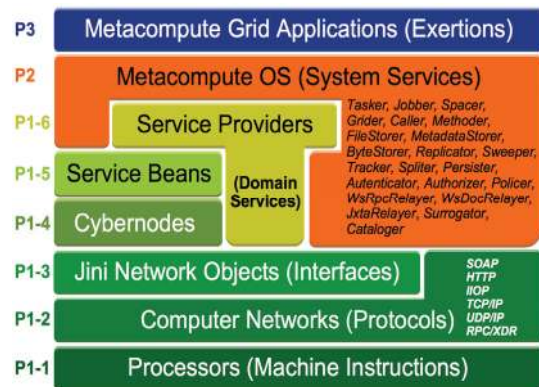 P3 Metacompute Grid Applications (Exertions)
P2 Metacompute OS (System Services)
Tasker, Jobber, Spacer,
Grider, Caller, Methoder,
FileStorer, MetadataStorer,
ByteStorer, Replicator, Sweeper,
Tracker, Spliter, Persister,
Autenticator, Authorizer, Policer,
WsRpcRelayer, WsDocRelayer,
JxtaRelayer, Surrogator,
Cataloger
P1-6 Service Providers
(Domain
Services)
P1-5 Service Beans
P1-4 Cybernodes
P1-3 Jini Network Objects (Interfaces)
SOAP
HTTP
IIOP
TCP/IP
UDP/IP
RPC/XDR
P1-2 Computer Networks (Protocols)
P1-1 Processors (Machine Instructions)